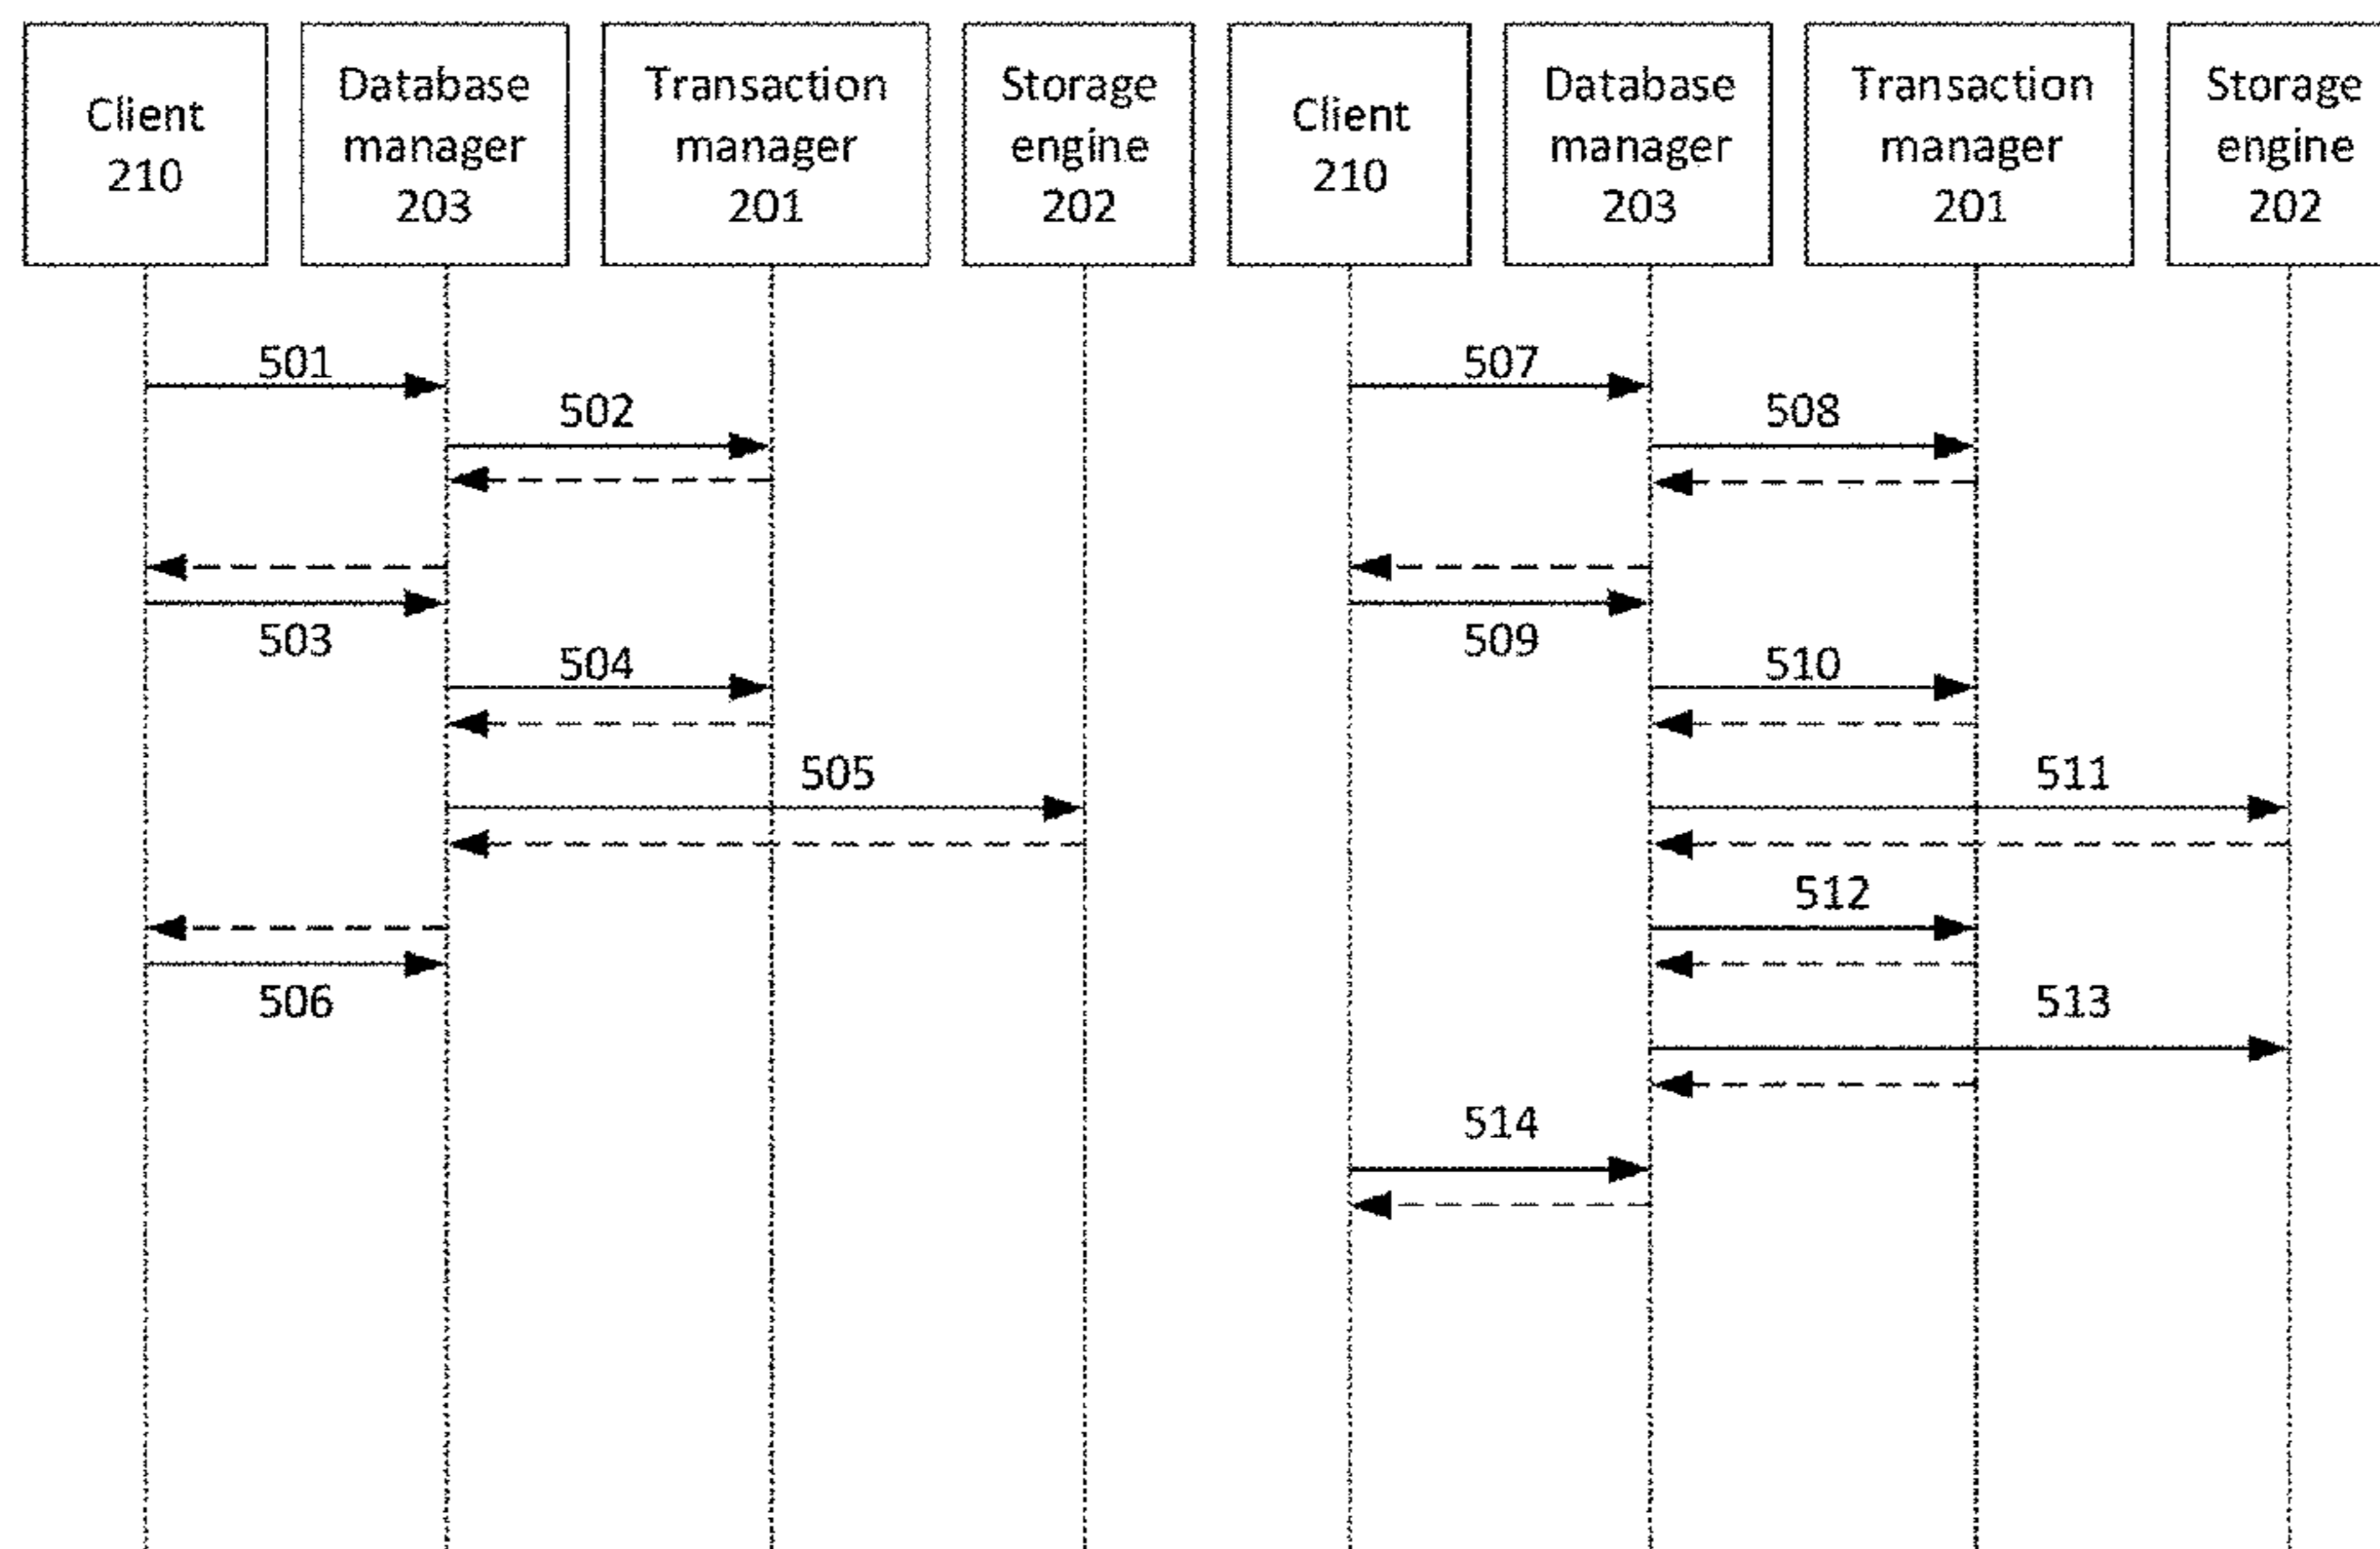 Client
210
Database
manager
203
Transaction
manager
201
Storage
engine
202
Client
210
Database
manager
203
Transaction
manager
201
Storage
engine
202
501
502
503
504
505
506
507
508
509
510
511
512
513
514